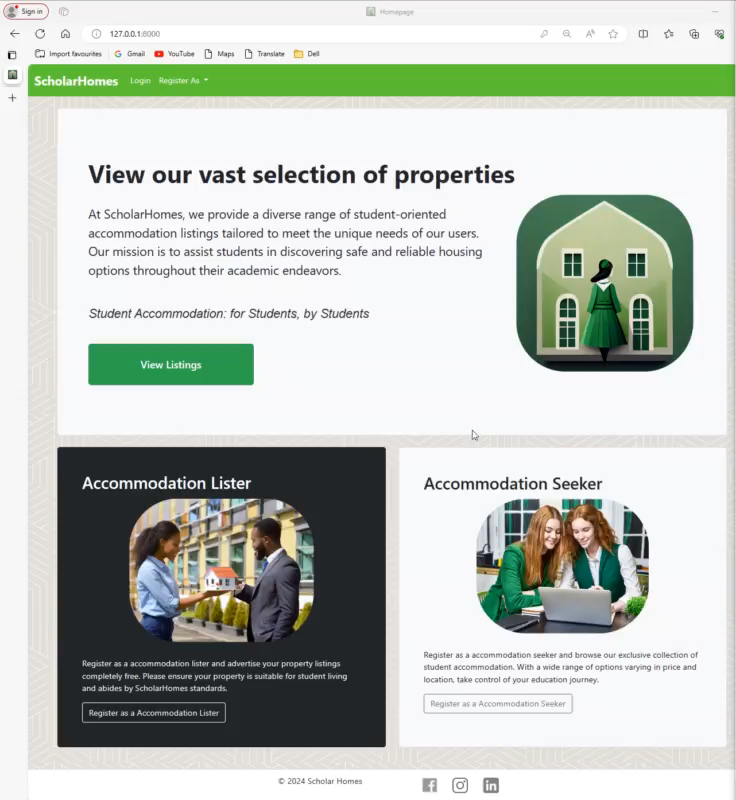 Sign in
Homepage
127.0.0.1:8000
Import favourites
Gmail
YouTube
Maps
Translate
Dell
ScholarHomes
Login
Register As
View our vast selection of properties
At ScholarHomes, we provide a diverse range of student-oriented
accommodation listings tailored to meet the unique needs of our users.
Our mission is to assist students in discovering safe and reliable housing
options throughout their academic endeavors.
Student Accommodation: for Students, by Students
View Listings
Accommodation Lister
Register as a accommodation lister and advertise your property listings
completely free. Please ensure your property is suitable for student living
and abides by ScholarHomes standards.
Register as a Accommodation Lister
Accommodation Seeker
Register as a accommodation seeker and browse our exclusive collection of
student accommodation. With a wide range of options varying in price and
location, take control of your education journey.
Register as a Accommodation Seeker
© 2024 Scholar Homes